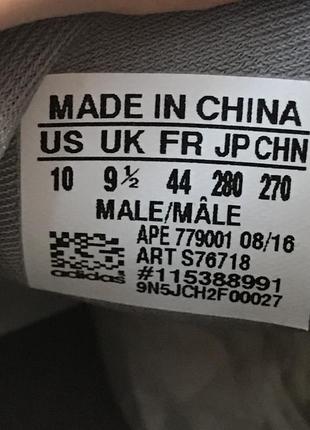 MADE IN CHINA
US UK FR JP CHN
10 9½ 44 280 270
MALE/MÂLE
APE 779001 08/16
ART S76718
#115388991
9N5JCH2F00027
adidas